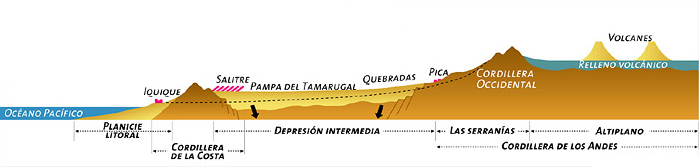 VOLCANES
SALITRE
QUEBRADAS
PICA
RELLENO VOLCÁNICO
IQUIQUE
PAMPA DEL TAMARUGAL
CORDILLERA
OCCIDENTAL
OCÉANO PACÍFICO
PLANICIE
LITORAL
DEPRESIÓN INTERMEDIA
LAS SERRANÍAS
ALTIPLANO
CORDILLERA
DE LA COSTA
CORDILLERA DE LOS ANDES